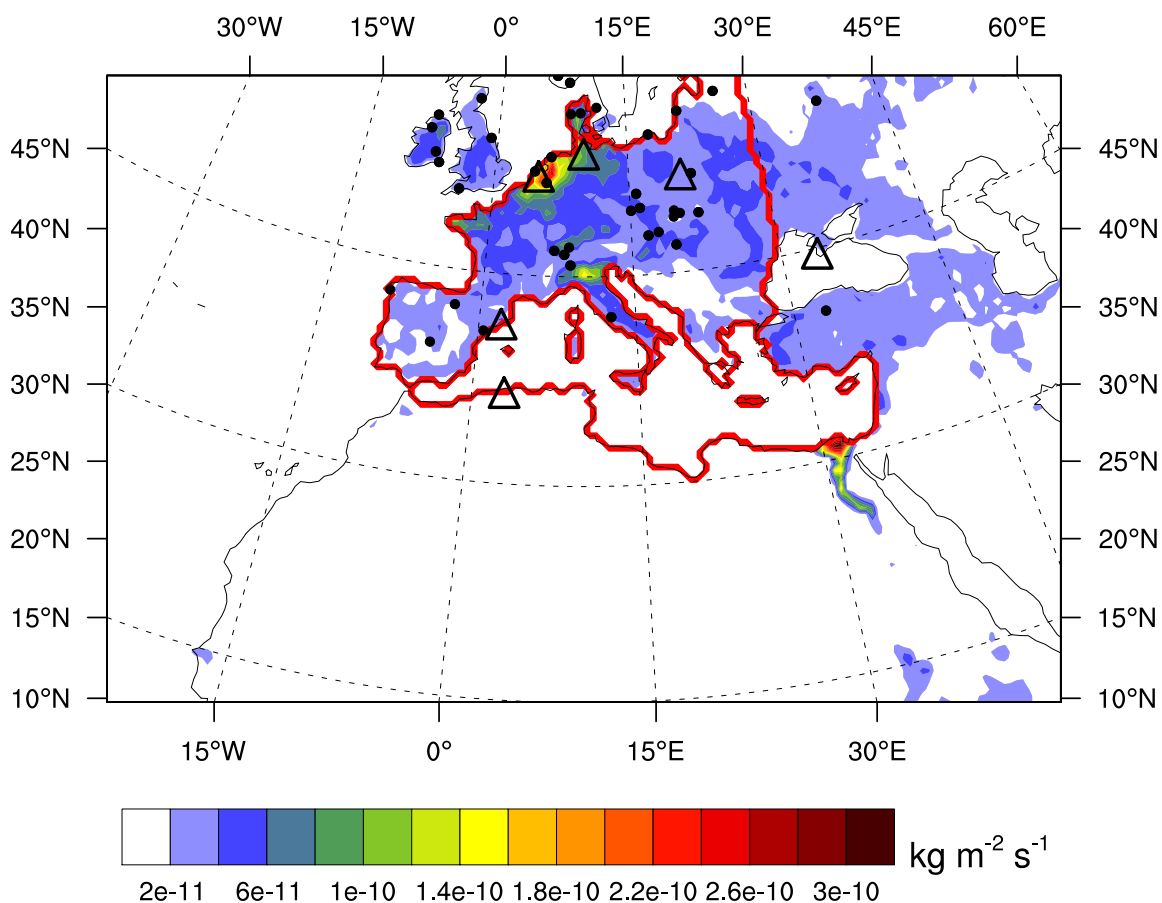 30°W 15°W 0° 15°E 30°E 45°E 60°E
45°N 45°N
40°N 40°N
35°N 35°N
30°N 30°N
25°N 25°N
20°N 20°N
15°N 15°N
10°N 10°N
15°W 0° 15°E 30°E
kg m⁻² s⁻¹
2e-11 6e-11 1e-10 1.4e-10 1.8e-10 2.2e-10 2.6e-10 3e-10